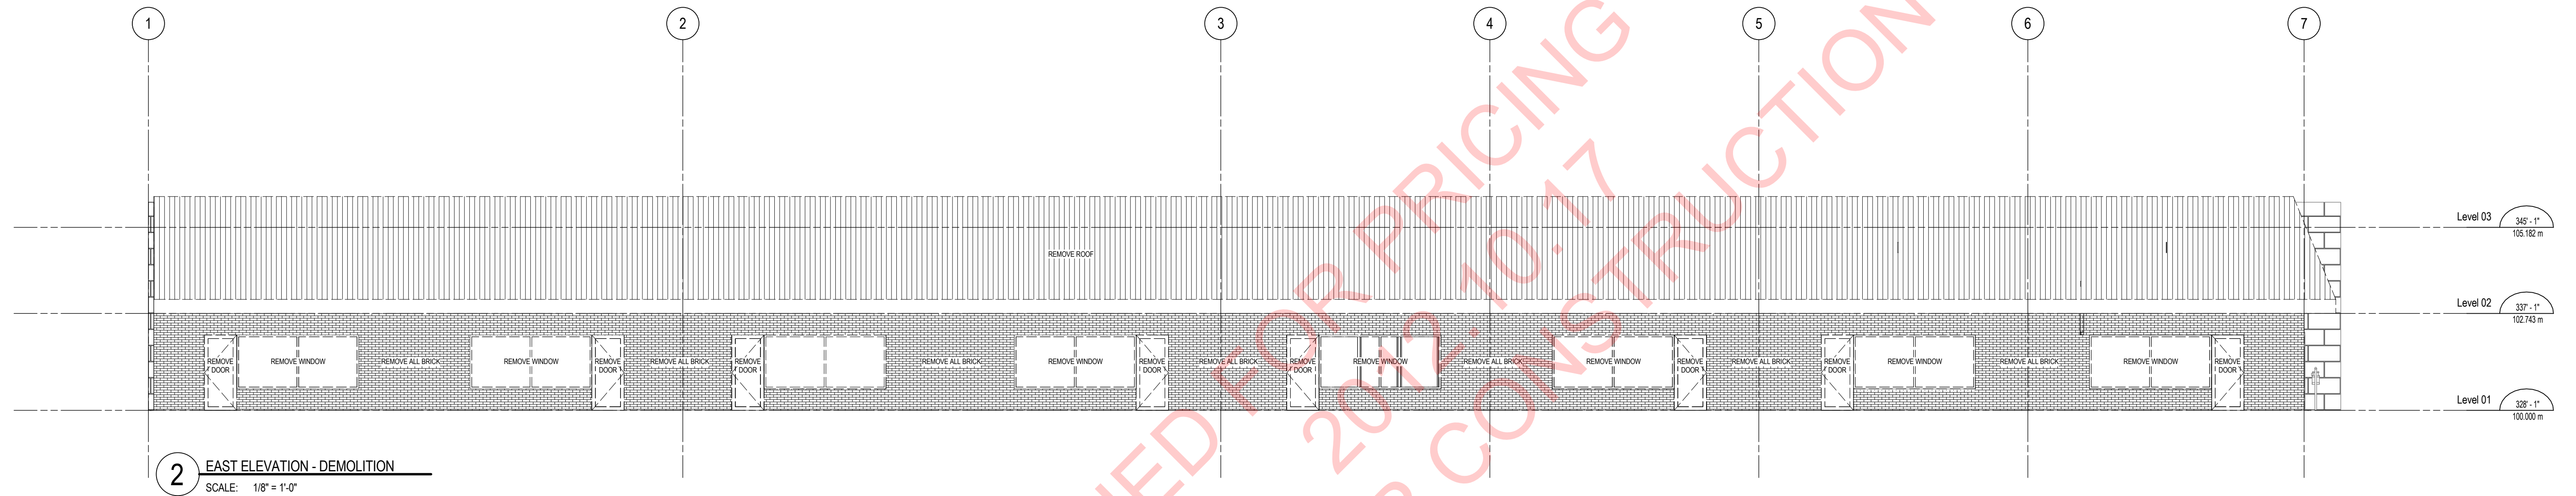 1 2 3 4 5 6 7
Level 03 345' - 1"
105.182 m
REMOVE ROOF
Level 02 337' - 1"
102.743 m
REMOVE DOOR
REMOVE WINDOW
REMOVE ALL BRICK
REMOVE WINDOW
REMOVE DOOR
REMOVE ALL BRICK
REMOVE DOOR
REMOVE ALL BRICK
REMOVE WINDOW
REMOVE DOOR
REMOVE ALL BRICK
REMOVE DOOR
REMOVE WINDOW
REMOVE ALL BRICK
REMOVE WINDOW
REMOVE DOOR
REMOVE ALL BRICK
REMOVE DOOR
REMOVE WINDOW
REMOVE ALL BRICK
REMOVE WINDOW
REMOVE DOOR
Level 01 328' - 1"
100.000 m
2 EAST ELEVATION - DEMOLITION
SCALE: 1/8" = 1'-0"
FOR PRICING
2012.10.17
CONSTRUCTION